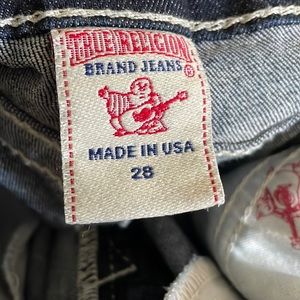 TRUE RELIGION
BRAND JEANS®
MADE IN USA
28